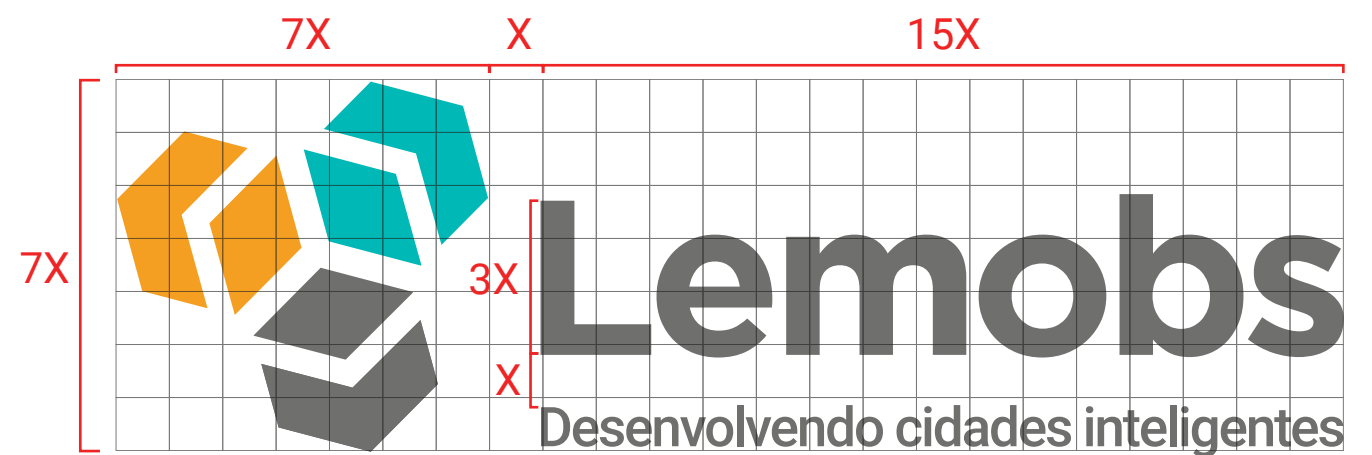 7X X 15X
7X
3X
Lemobs
X
Desenvolvendo cidades inteligentes